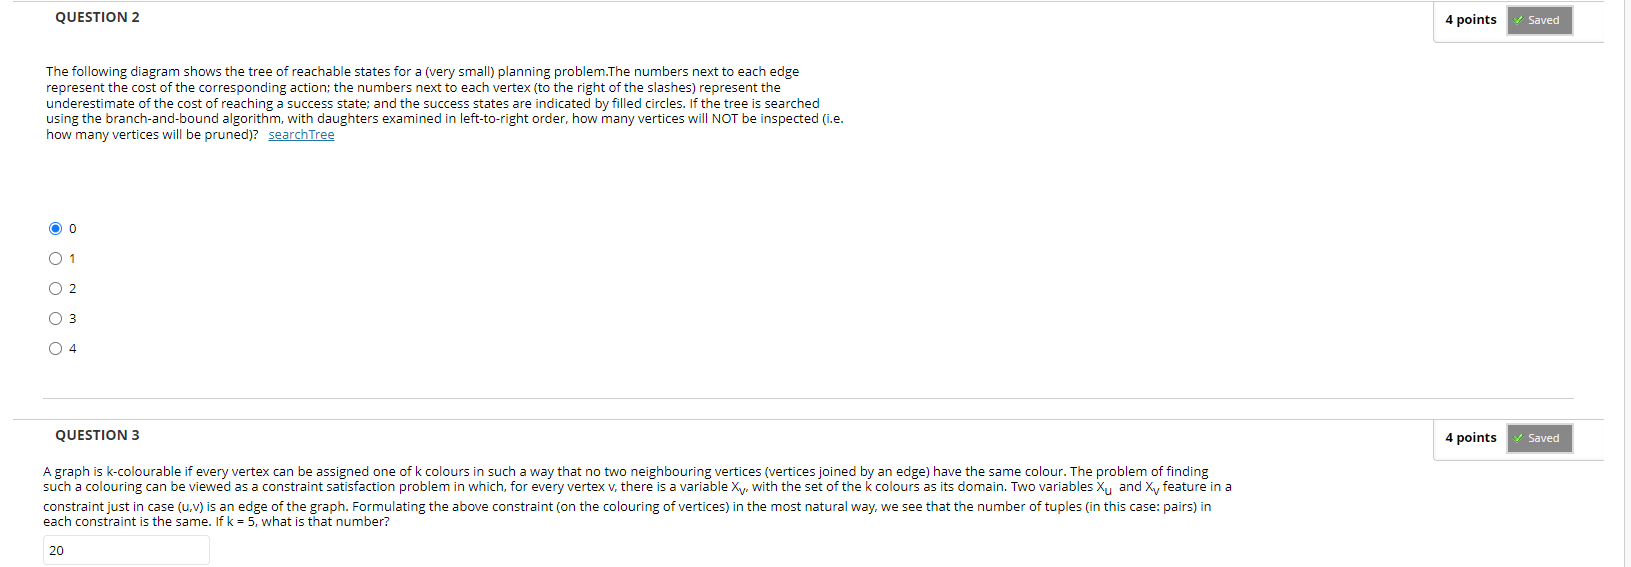 QUESTION 2
4 points
Saved
The following diagram shows the tree of reachable states for a (very small) planning problem.The numbers next to each edge
represent the cost of the corresponding action; the numbers next to each vertex (to the right of the slashes) represent the
underestimate of the cost of reaching a success state; and the success states are indicated by filled circles. If the tree is searched
using the branch-and-bound algorithm, with daughters examined in left-to-right order, how many vertices will NOT be inspected (i.e.
how many vertices will be pruned)? searchTree
0
1
2
3
4
QUESTION 3
4 points
Saved
A graph is k-colourable if every vertex can be assigned one of k colours in such a way that no two neighbouring vertices (vertices joined by an edge) have the same colour. The problem of finding
such a colouring can be viewed as a constraint satisfaction problem in which, for every vertex v, there is a variable Xv, with the set of the k colours as its domain. Two variables Xu and Xv feature in a
constraint just in case (u,v) is an edge of the graph. Formulating the above constraint (on the colouring of vertices) in the most natural way, we see that the number of tuples (in this case: pairs) in
each constraint is the same. If k = 5, what is that number?
20